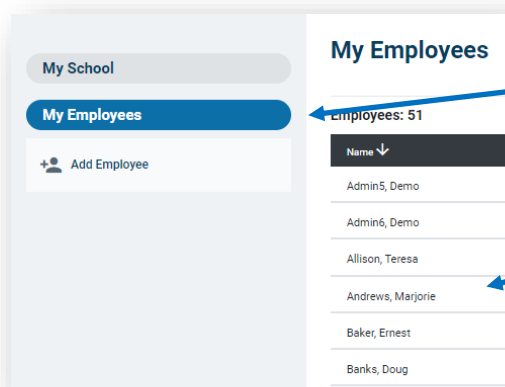 My School
My Employees
Add Employee
My Employees
Employees: 51
Name
Admin5, Demo
Admin6, Demo
Allison, Teresa
Andrews, Marjorie
Baker, Ernest
Banks, Doug